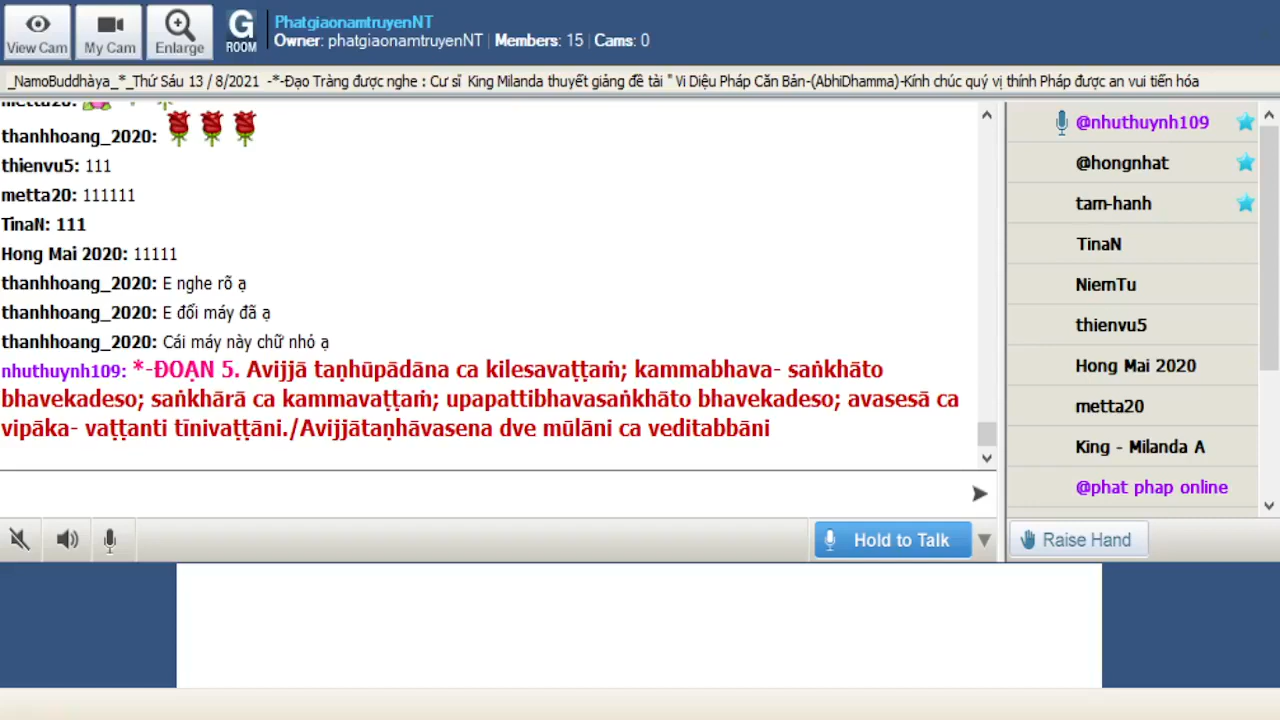 View Cam
My Cam
Enlarge
G
ROOM
PhatgiaonamtruyenNT
Owner: phatgiaonamtruyenNT | Members: 15 | Cams: 0
_NamoBuddhàya_*_Thứ Sáu 13 / 8/2021 -*-Đạo Tràng được nghe : Cư sĩ King Milanda thuyết giảng đề tài " Vi Diệu Pháp Căn Bản-(AbhiDhamma)-Kính chúc quý vị thính Pháp được an vui tiến hóa
metta20:
thanhhoang_2020:
thienvu5: 111
metta20: 111111
TinaN: 111
Hong Mai 2020: 11111
thanhhoang_2020: E nghe rõ ạ
thanhhoang_2020: E đổi máy đã ạ
thanhhoang_2020: Cái máy này chữ nhỏ ạ
nhuthuynh109: *-ĐOẠN 5. Avijjā taṇhūpādāna ca kilesavaṭṭaṁ; kammabhava- saṅkhāto
bhavekadeso; saṅkhārā ca kammavaṭṭaṁ; upapattibhavasaṅkhāto bhavekadeso; avasesā ca
vipāka- vaṭṭanti tīnivaṭṭāni./Avijjātaṇhāvasena dve mūlāni ca veditabbāni
@nhuthuynh109
@hongnhat
tam-hanh
TinaN
NiemTu
thienvu5
Hong Mai 2020
metta20
King - Milanda A
@phat phap online
Hold to Talk
Raise Hand